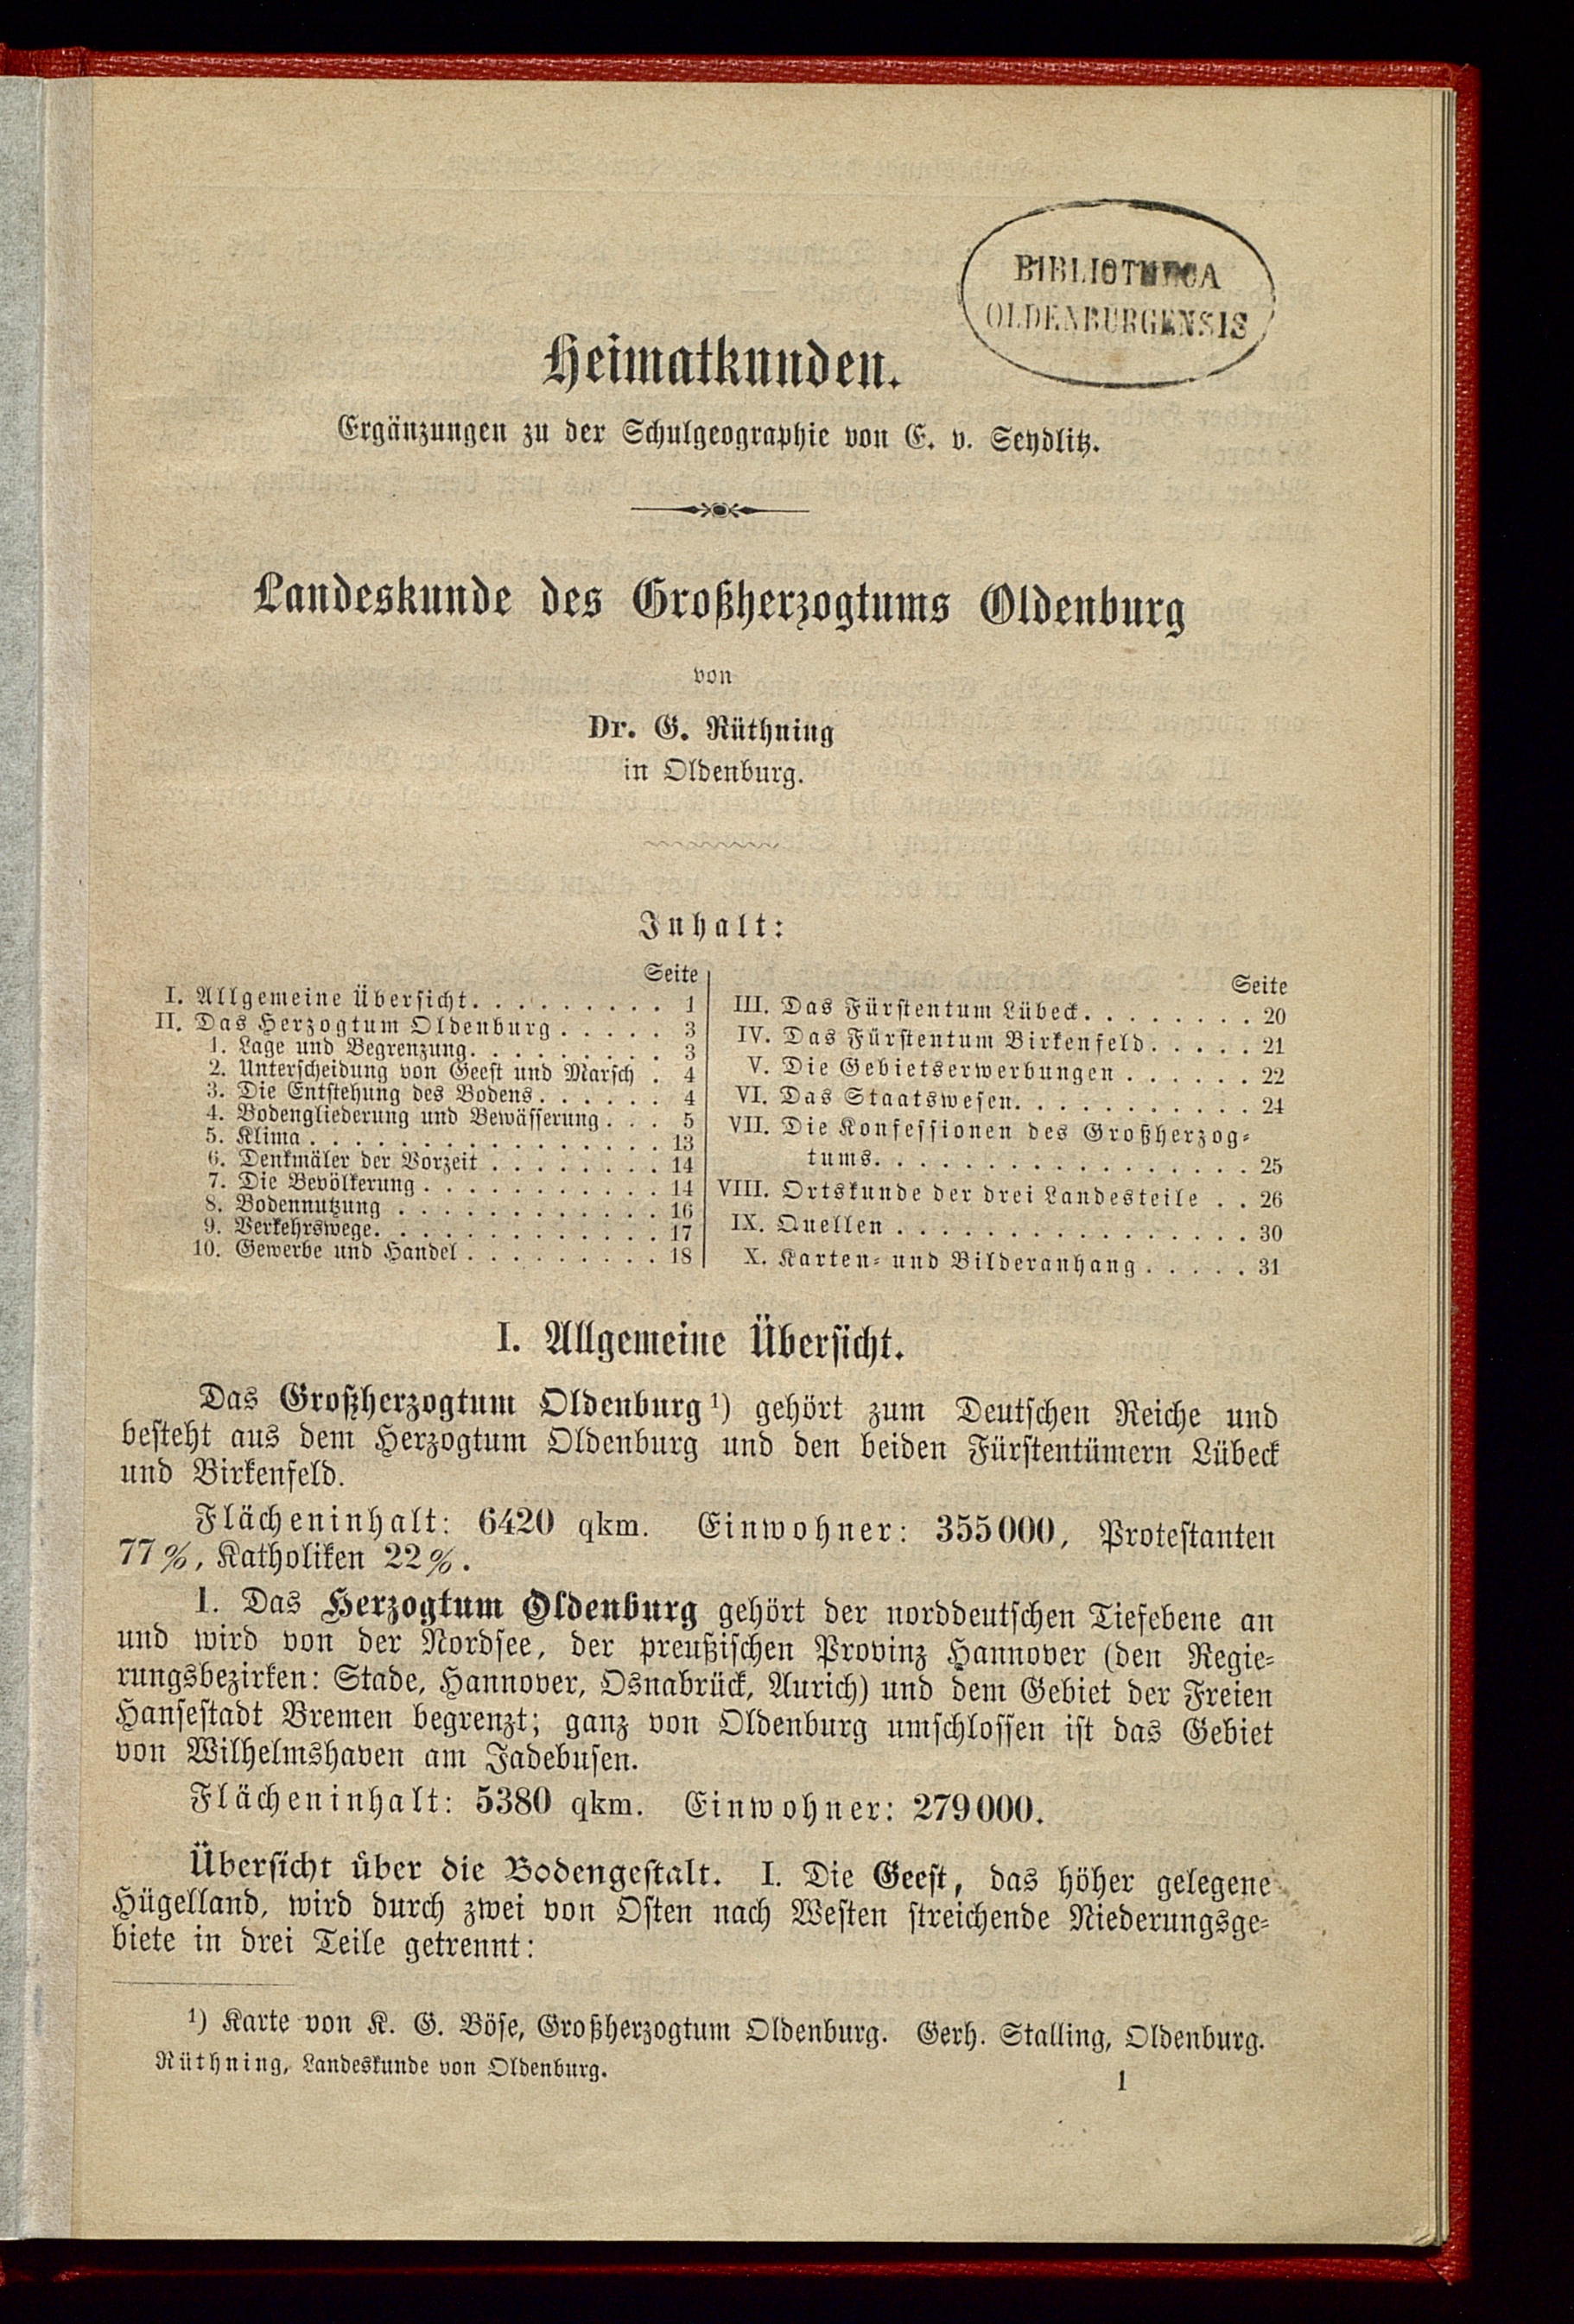 BIBLIOTHECA
OLDENBURGENSIS
Heimatkunden.
Ergänzungen zu der Schulgeographie von E. v. Seydlitz.
Landeskunde des Großherzogtums Oldenburg
von
Dr. G. Rüthning
in Oldenburg.
Inhalt:
Seite
I. Allgemeine Übersicht. . . . . . . . . 1
II. Das Herzogtum Oldenburg . . . . . 3
1. Lage und Begrenzung. . . . . . . . . 3
2. Unterscheidung von Geest und Marsch . 4
3. Die Entstehung des Bodens. . . . . . 4
4. Bodengliederung und Bewässerung . . . 5
5. Klima . . . . . . . . . . . . . . . . 13
6. Denkmäler der Vorzeit . . . . . . . . 14
7. Die Bevölkerung . . . . . . . . . . . 14
8. Bodennutzung . . . . . . . . . . . . 16
9. Verkehrswege. . . . . . . . . . . . . 17
10. Gewerbe und Handel . . . . . . . . . 18
Seite
III. Das Fürstentum Lübeck. . . . . . . . 20
IV. Das Fürstentum Birkenfeld. . . . . 21
V. Die Gebietserwerbungen . . . . . . 22
VI. Das Staatswesen. . . . . . . . . . . 24
VII. Die Konfessionen des Großherzog-
tums. . . . . . . . . . . . . . . . . 25
VIII. Ortskunde der drei Landesteile . . 26
IX. Quellen . . . . . . . . . . . . . . . . 30
X. Karten- und Bilderanhang . . . . . 31
I. Allgemeine Übersicht.
Das Großherzogtum Oldenburg ¹) gehört zum Deutschen Reiche und
besteht aus dem Herzogtum Oldenburg und den beiden Fürstentümern Lübeck
und Birkenfeld.
Flächeninhalt: 6420 qkm. Einwohner: 355000, Protestanten
77%, Katholiken 22%.
1. Das Herzogtum Oldenburg gehört der norddeutschen Tiefebene an
und wird von der Nordsee, der preußischen Provinz Hannover (den Regie-
rungsbezirken: Stade, Hannover, Osnabrück, Aurich) und dem Gebiet der Freien
Hansestadt Bremen begrenzt; ganz von Oldenburg umschlossen ist das Gebiet
von Wilhelmshaven am Jadebusen.
Flächeninhalt: 5380 qkm. Einwohner: 279000.
Übersicht über die Bodengestalt. I. Die Geest, das höher gelegene
Hügelland, wird durch zwei von Osten nach Westen streichende Niederungsge-
biete in drei Teile getrennt:
¹) Karte von K. G. Böse, Großherzogtum Oldenburg. Gerh. Stalling, Oldenburg.
Rüthning, Landeskunde von Oldenburg.
1